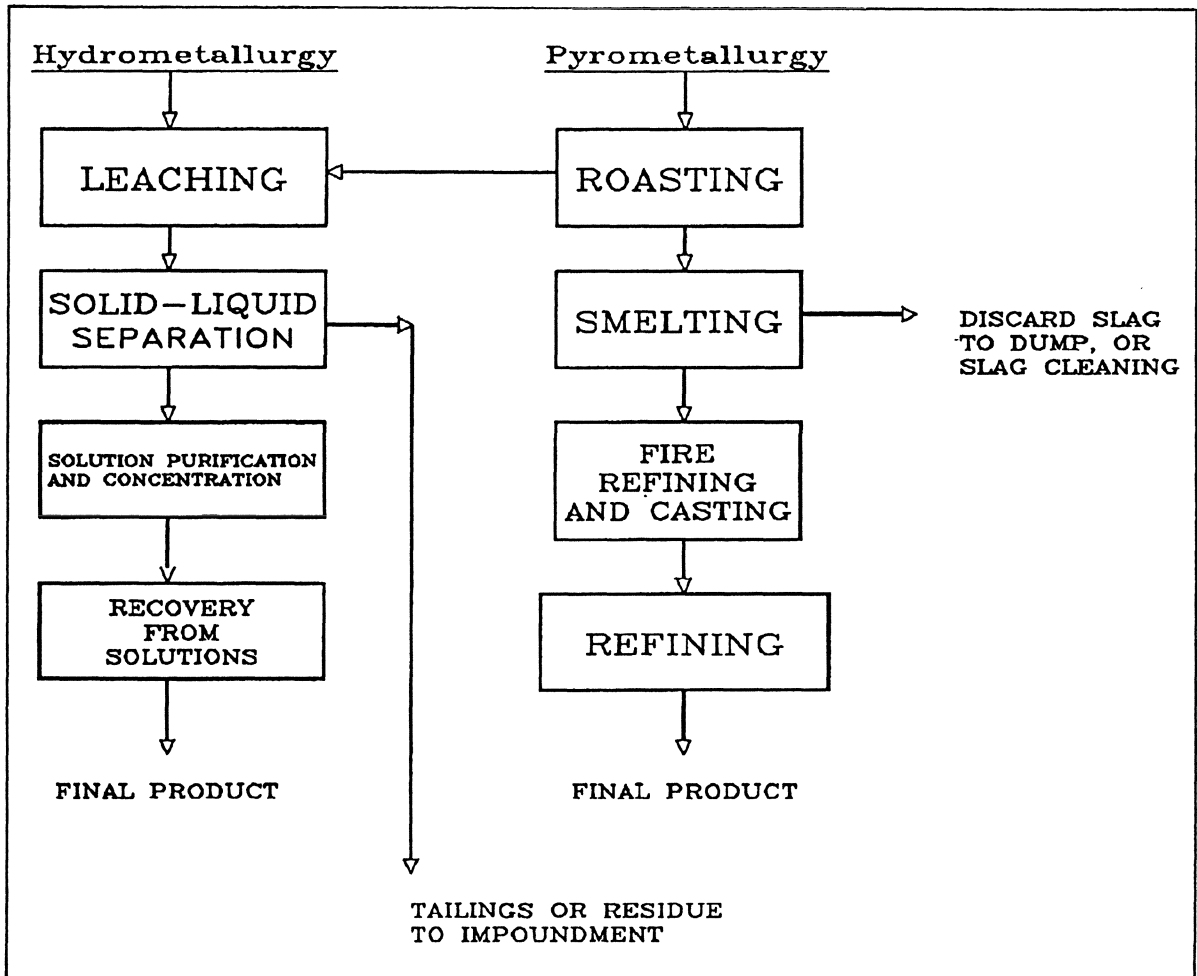 Hydrometallurgy
LEACHING
SOLID-LIQUID
SEPARATION
SOLUTION PURIFICATION
AND CONCENTRATION
RECOVERY
FROM
SOLUTIONS
FINAL PRODUCT
TAILINGS OR RESIDUE
TO IMPOUNDMENT
Pyrometallurgy
ROASTING
SMELTING
DISCARD SLAG
TO DUMP, OR
SLAG CLEANING
FIRE
REFINING
AND CASTING
REFINING
FINAL PRODUCT